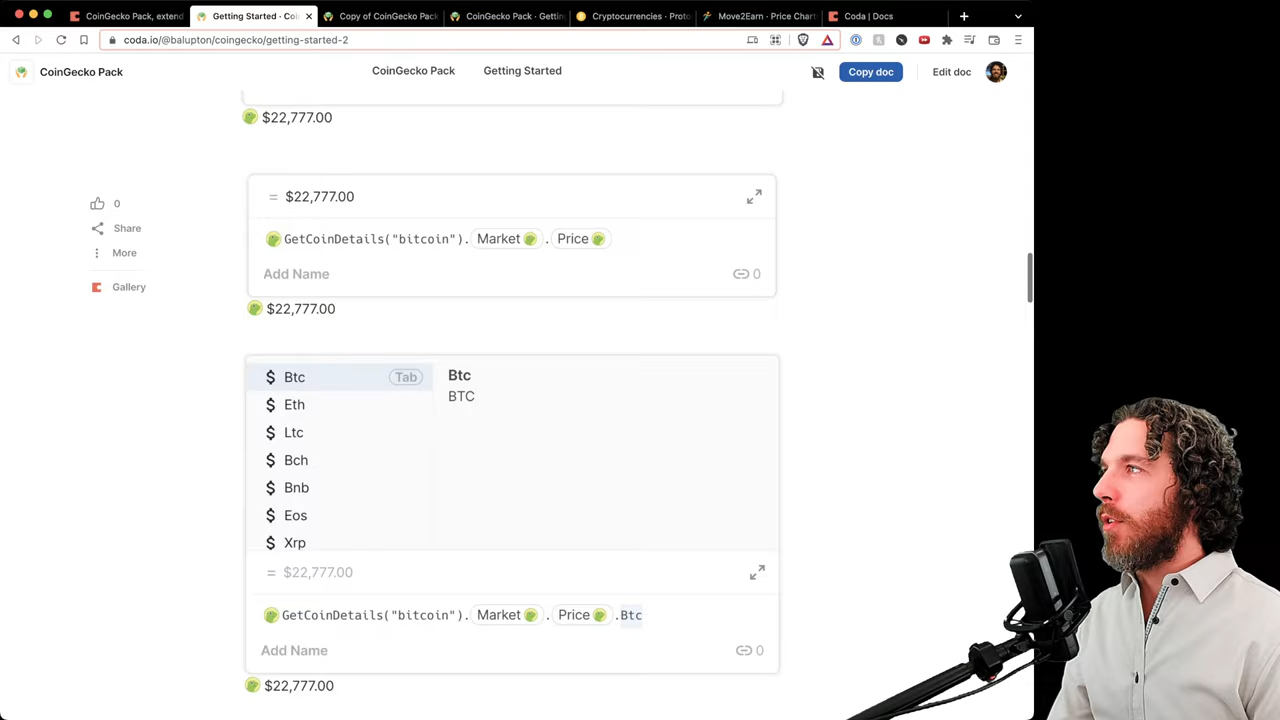 CoinGecko Pack, extend
Getting Started · Coi
Copy of CoinGecko Pack
CoinGecko Pack · Getting
Cryptocurrencies · Proto
Move2Earn · Price Chart
Coda | Docs
coda.io/@balupton/coingecko/getting-started-2
CoinGecko Pack
CoinGecko Pack
Getting Started
Copy doc
Edit doc
$22,777.00
= $22,777.00
GetCoinDetails("bitcoin"). Market . Price
Add Name
0
$22,777.00
0
Share
More
Gallery
$ Btc Tab
$ Eth
$ Ltc
$ Bch
$ Bnb
$ Eos
$ Xrp
Btc
BTC
= $22,777.00
GetCoinDetails("bitcoin"). Market . Price .Btc
Add Name
0
$22,777.00